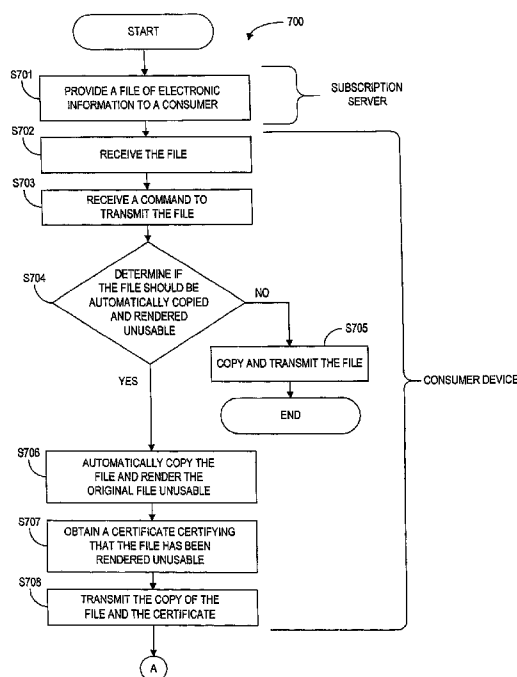 START
700
S701
PROVIDE A FILE OF ELECTRONIC
INFORMATION TO A CONSUMER
SUBSCRIPTION
SERVER
S702
RECEIVE THE FILE
S703
RECEIVE A COMMAND TO
TRANSMIT THE FILE
S704
DETERMINE IF
THE FILE SHOULD BE
AUTOMATICALLY COPIED
AND RENDERED
UNUSABLE
NO
S705
COPY AND TRANSMIT THE FILE
END
CONSUMER DEVICE
YES
S706
AUTOMATICALLY COPY THE
FILE AND RENDER THE
ORIGINAL FILE UNUSABLE
S707
OBTAIN A CERTIFICATE CERTIFYING
THAT THE FILE HAS BEEN
RENDERED UNUSABLE
S708
TRANSMIT THE COPY OF THE
FILE AND THE CERTIFICATE
A